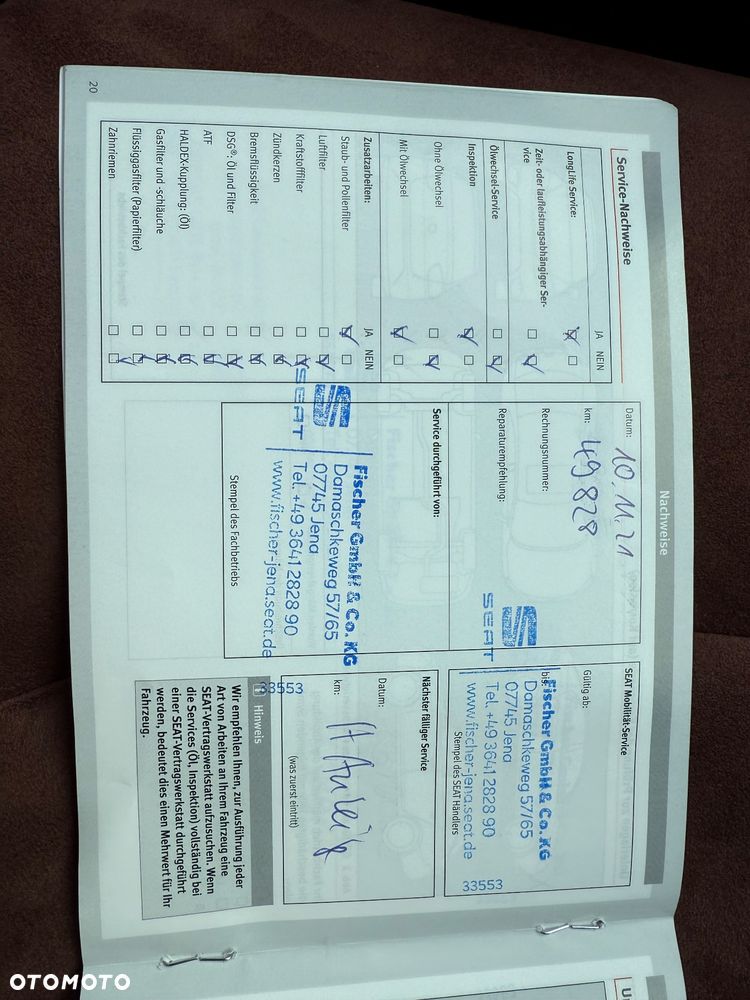 Nachweise
Service-Nachweise
JA NEIN
LongLife Service:
Zeit- oder laufleistungsabhängiger Ser-
vice
Ölwechsel-Service
Inspektion
Ohne Ölwechsel
Mit Ölwechsel
Zusatzarbeiten: JA NEIN
Staub- und Pollenfilter
Luftfilter
Kraftstofffilter
Zündkerzen
Bremsflüssigkeit
DSG®: Öl und Filter
ATF
HALDEX-Kupplung: (Öl)
Gasfilter und -schläuche
Flüssiggasfilter (Papierfilter)
Zahnriemen
20
Datum: 10.11.21
km: 49828
Rechnungsnummer:
Reparaturempfehlung:
Service durchgeführt von:
SEAT
Fischer GmbH & Co. KG
Damaschkeweg 57/65
07745 Jena
Tel. +49 3641 2828 90
www.fischer-jena.seat.de
33553
Stempel des Fachbetriebs
SEAT Mobilität-Service
Gültig ab:
bis:
SEAT
Fischer GmbH & Co. KG
Damaschkeweg 57/65
07745 Jena
Tel. +49 3641 2828 90
www.fischer-jena.seat.de
33553
Stempel des SEAT Händlers
Nächster fälliger Service
Datum:
km:
(was zuerst eintritt)
Hinweis
Wir empfehlen Ihnen, zur Ausführung jeder
Art von Arbeiten an Ihrem Fahrzeug eine
SEAT-Vertragswerkstatt aufzusuchen. Wenn
die Services (Öl, Inspektion) vollständig bei
einer SEAT-Vertragswerkstatt durchgeführt
werden, bedeutet dies einen Mehrwert für Ihr
Fahrzeug.
OTOMOTO